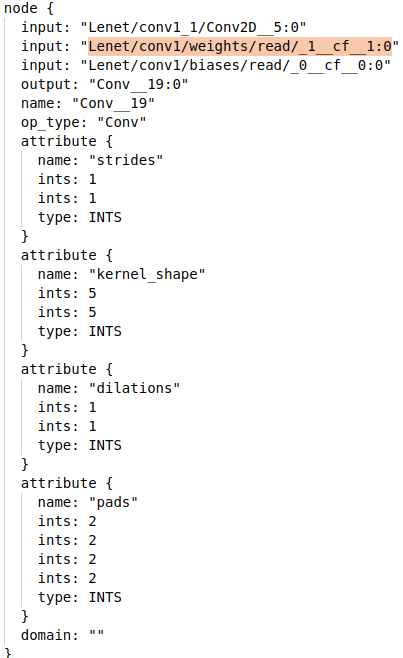 node {
  input: "Lenet/conv1_1/Conv2D__5:0"
  input: "Lenet/conv1/weights/read/_1__cf__1:0"
  input: "Lenet/conv1/biases/read/_0__cf__0:0"
  output: "Conv__19:0"
  name: "Conv__19"
  op_type: "Conv"
  attribute {
    name: "strides"
    ints: 1
    ints: 1
    type: INTS
  }
  attribute {
    name: "kernel_shape"
    ints: 5
    ints: 5
    type: INTS
  }
  attribute {
    name: "dilations"
    ints: 1
    ints: 1
    type: INTS
  }
  attribute {
    name: "pads"
    ints: 2
    ints: 2
    ints: 2
    ints: 2
    type: INTS
  }
  domain: ""
}